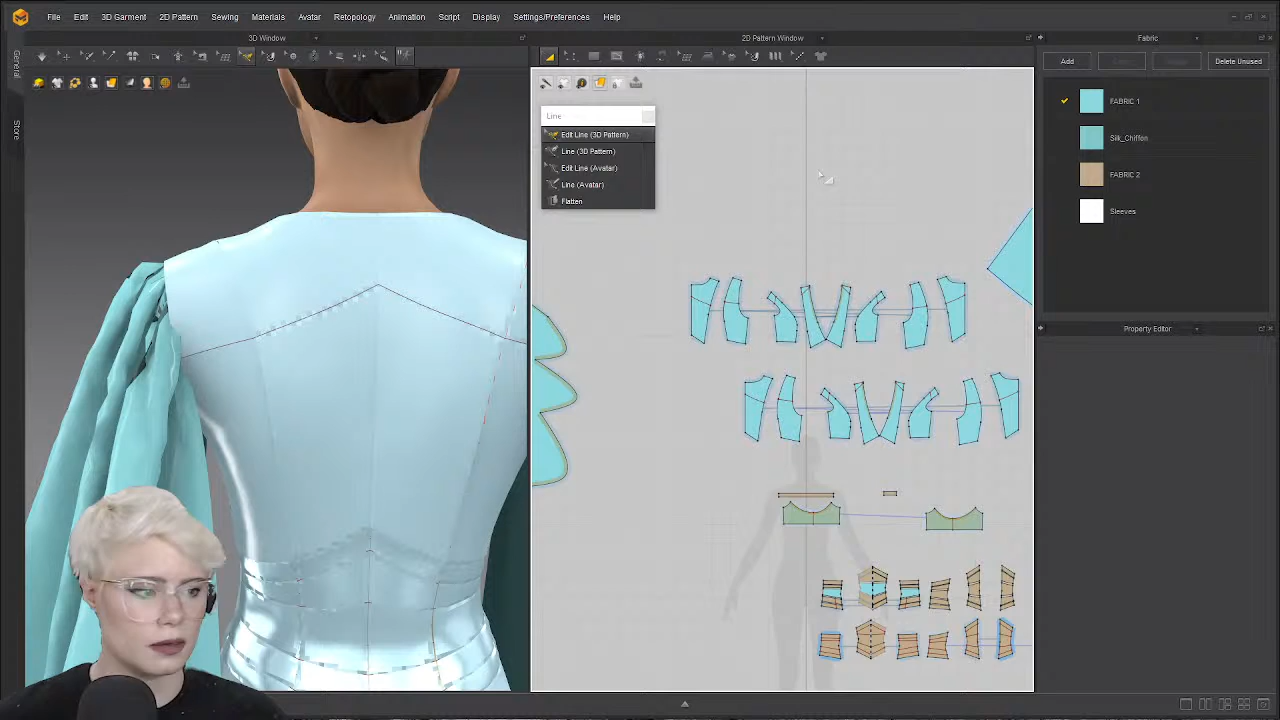 File Edit 3D Garment 2D Pattern Sewing Materials Avatar Retopology Animation Script Display Settings/Preferences Help
3D Window
2D Pattern Window
Fabric
General
Store
Add
Delete Unused
FABRIC 1
Silk_Chiffon
FABRIC 2
Sleeves
Line
Edit Line (3D Pattern)
Line (3D Pattern)
Edit Line (Avatar)
Line (Avatar)
Flatten
Property Editor